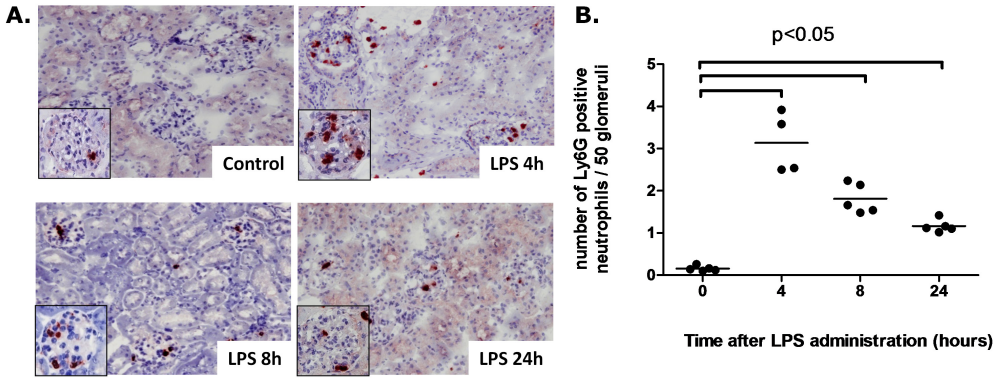 A.
Control
LPS 4h
LPS 8h
LPS 24h
B.
p<0.05
number of Ly6G positive
neutrophils / 50 glomeruli
5
4
3
2
1
0
0 4 8 24
Time after LPS administration (hours)